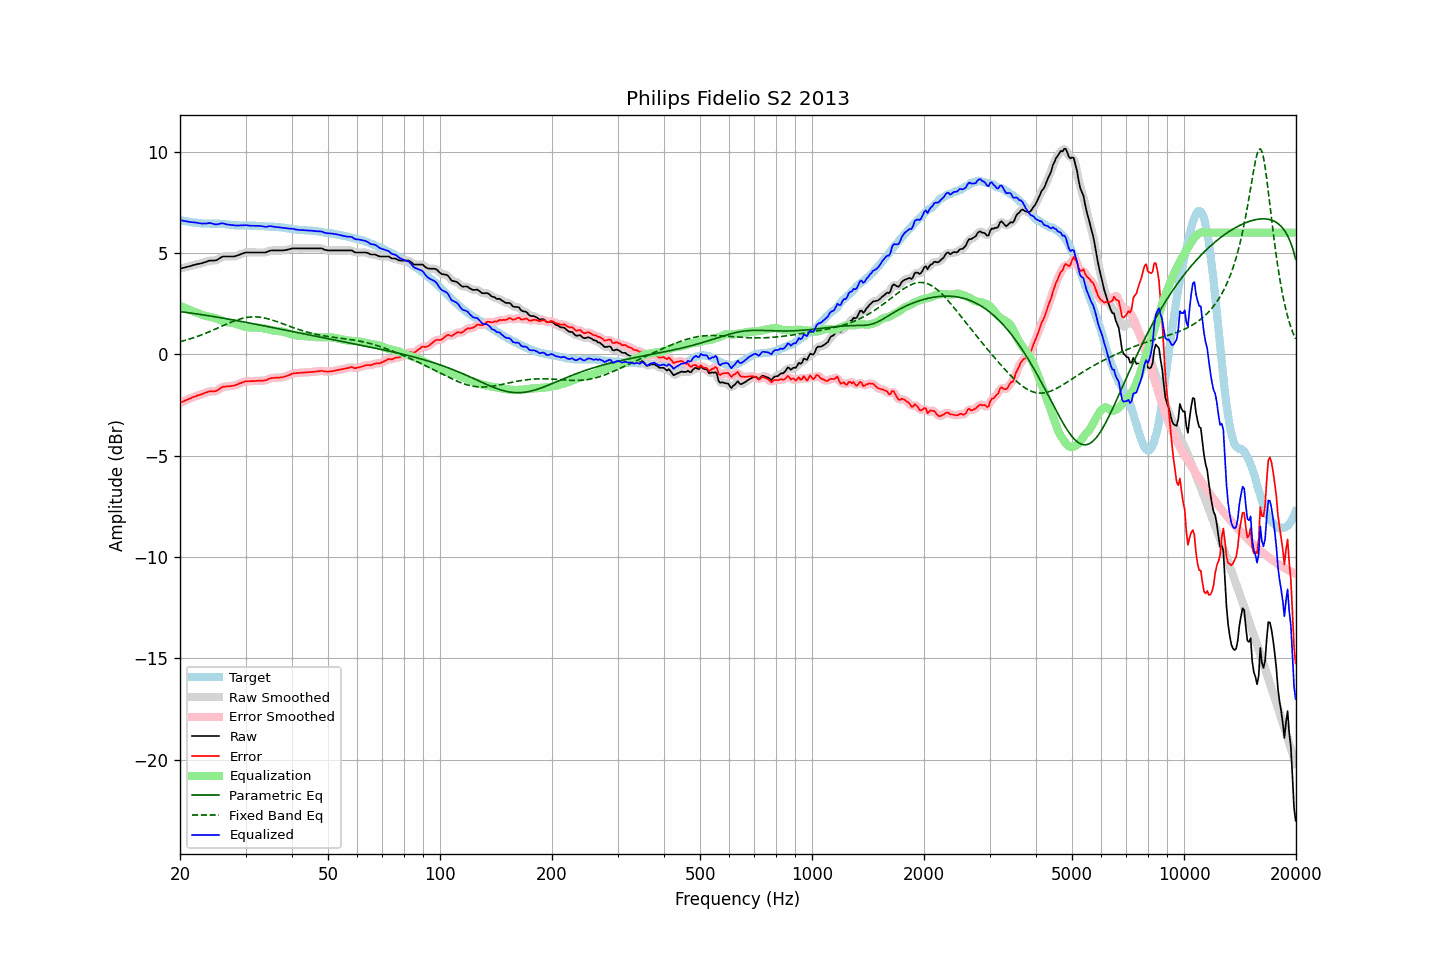 Philips Fidelio S2 2013
Amplitude (dBr)
10
5
0
−5
−10
−15
−20
Target
Raw Smoothed
Error Smoothed
Raw
Error
Equalization
Parametric Eq
Fixed Band Eq
Equalized
20 50 100 200 500 1000 2000 5000 10000 20000
Frequency (Hz)